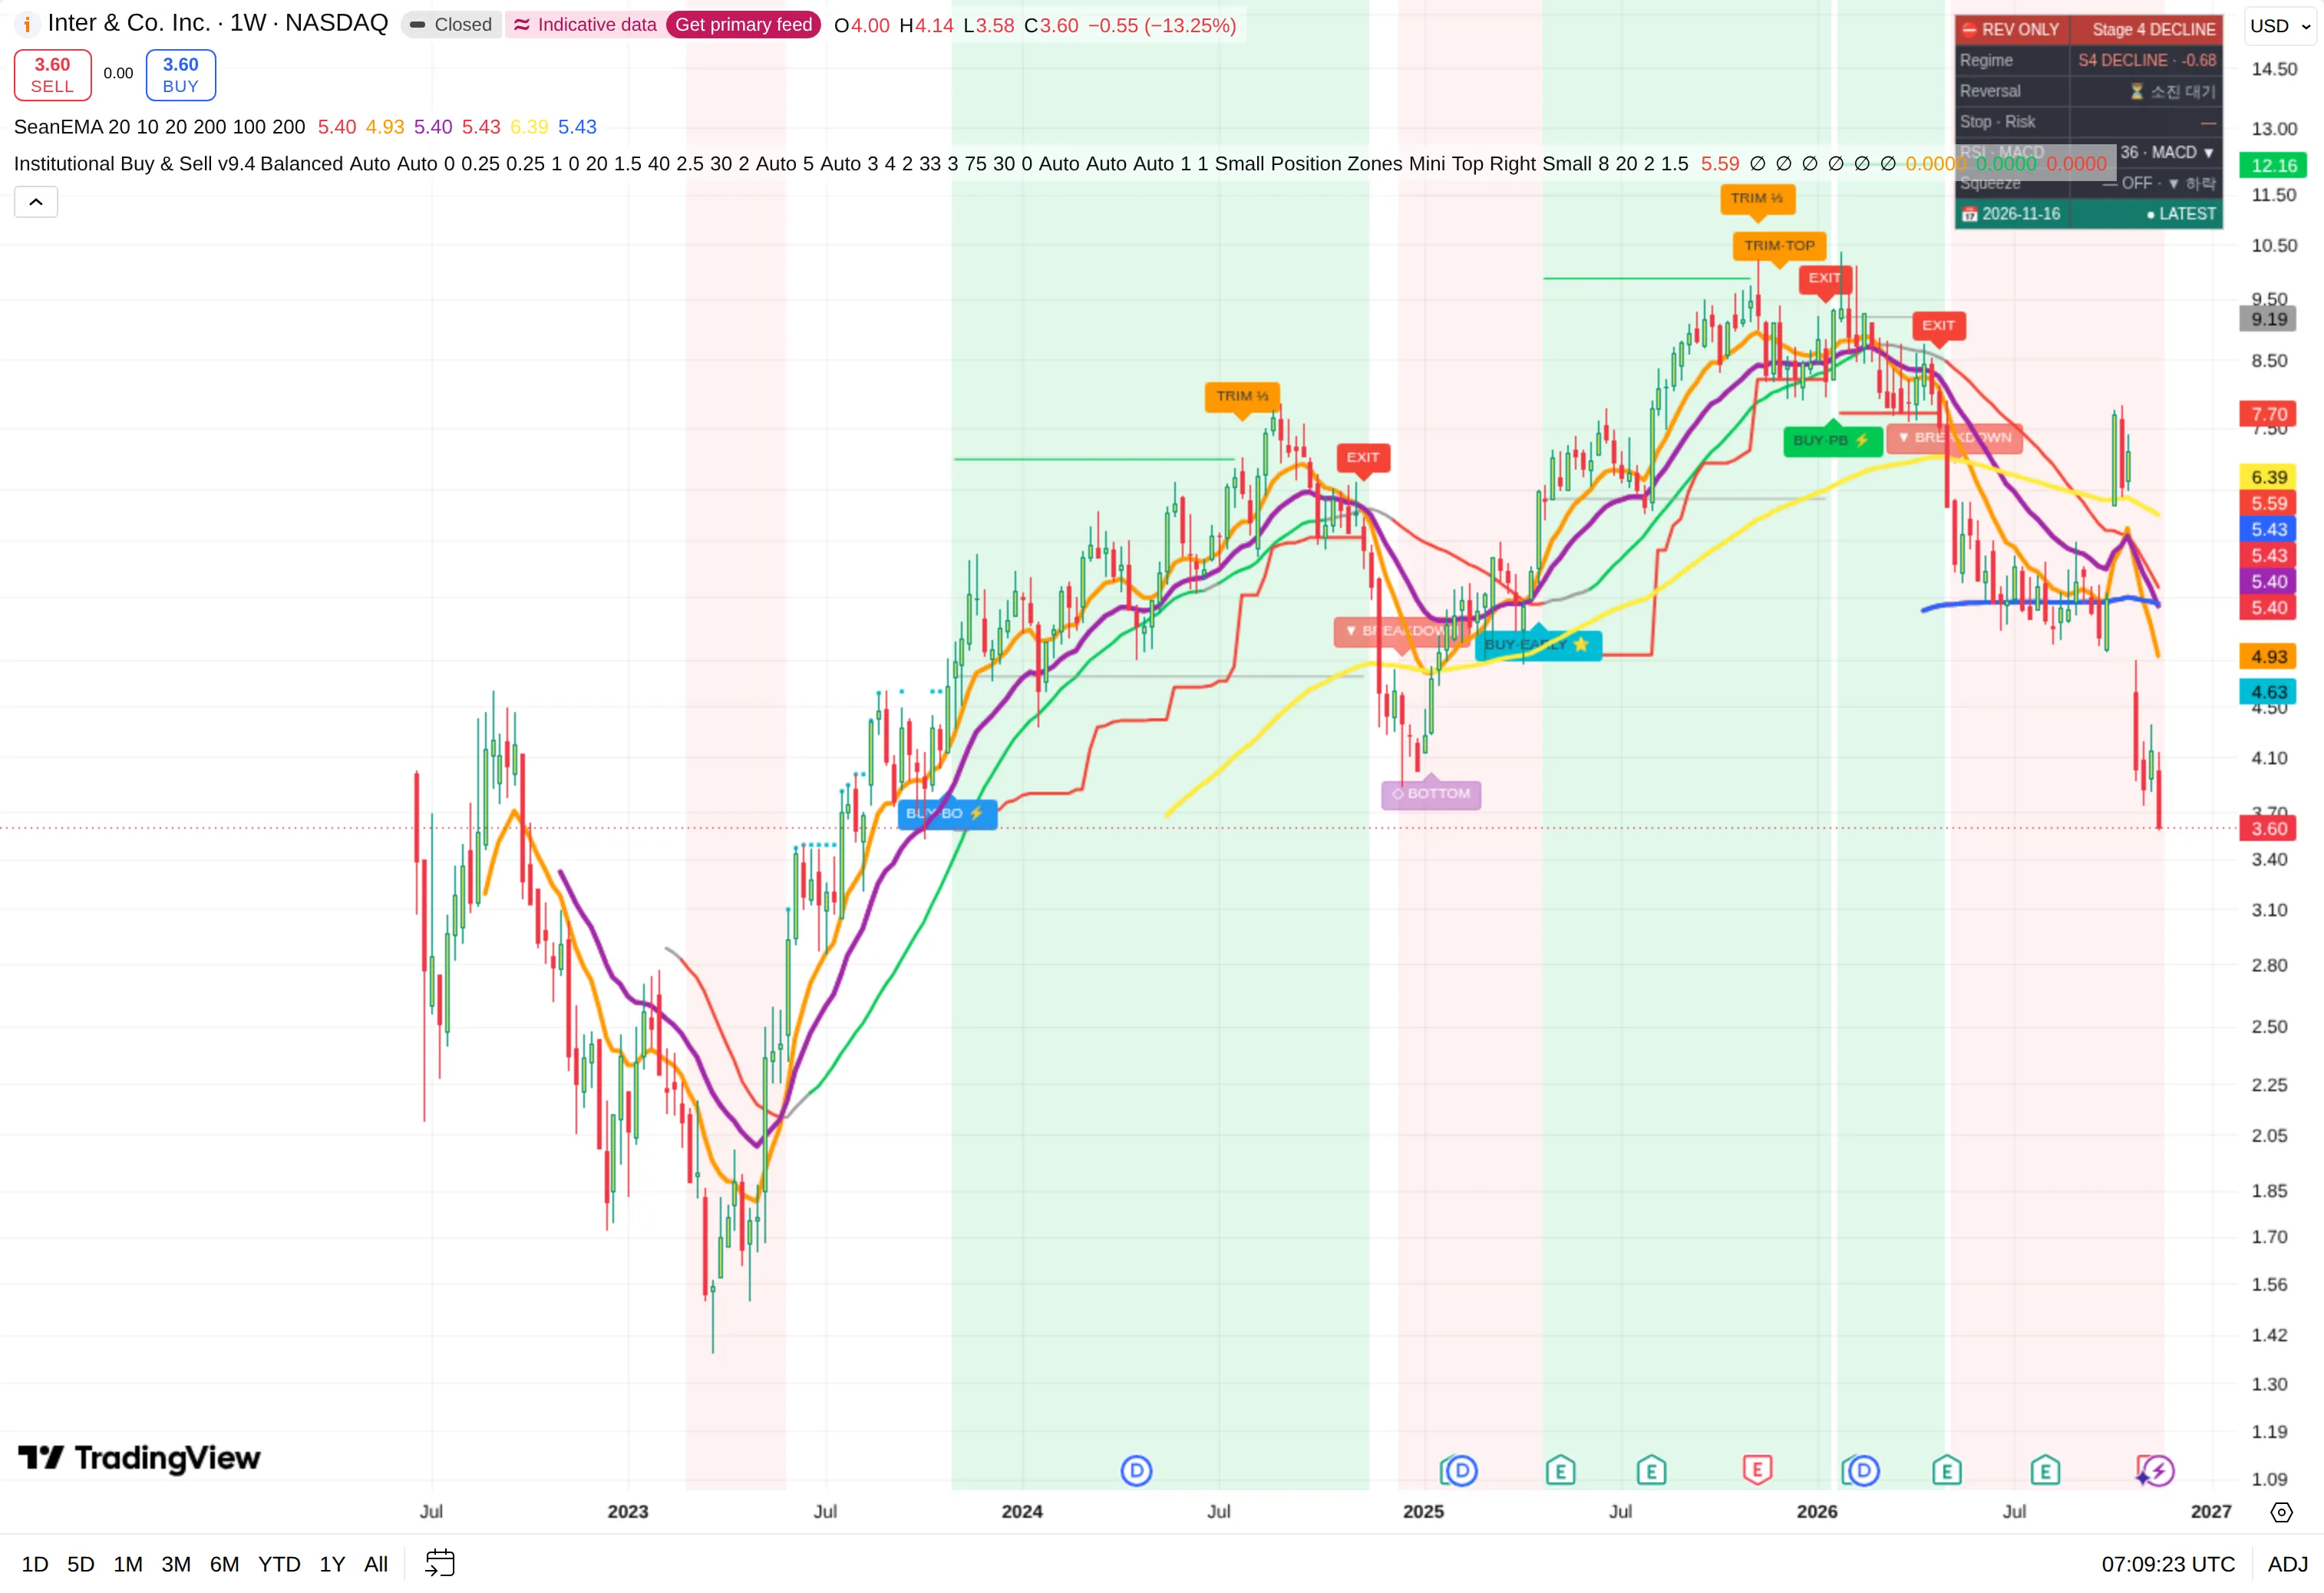 Inter & Co. Inc. · 1W · NASDAQ Closed Indicative data Get primary feed O4.00 H4.14 L3.58 C3.60 −0.55 (−13.25%)
3.60 SELL 0.00 3.60 BUY
SeanEMA 20 10 20 200 100 200 5.40 4.93 5.40 5.43 6.39 5.43
Institutional Buy & Sell v9.4 Balanced Auto Auto 0 0.25 0.25 1 0 20 1.5 40 2.5 30 2 Auto 5 Auto 3 4 2 33 3 75 30 0 Auto Auto Auto 1 1 Small Position Zones Mini Top Right Small 8 20 2 1.5 5.59 ∅ ∅ ∅ ∅ ∅ ∅ 0.0000 0.0000 0.0000
⛔ REV ONLY Stage 4 DECLINE
Regime S4 DECLINE · -0.68
Reversal ⏳ 소진 대기
Stop · Risk —
RSI · MACD 36 · MACD ▼
Squeeze — OFF · ▼ 하락
📅 2026-11-16 ● LATEST
USD
14.50
13.00
12.16
11.50
10.50
9.50
9.19
8.50
7.70
7.50
6.39
5.59
5.43
5.43
5.40
5.40
4.93
4.63
4.50
4.10
3.70
3.60
3.40
3.10
2.80
2.50
2.25
2.05
1.85
1.70
1.56
1.42
1.30
1.19
1.09
TRIM ⅓
TRIM-TOP
EXIT
EXIT
TRIM ⅓
EXIT
BUY-PB ⚡
▼ BREAKDOWN
▼ BREAKDOWN
BUY-EARLY ⭐
◇ BOTTOM
BUY-BO ⚡
TradingView
D D E E E D E E
Jul 2023 Jul 2024 Jul 2025 Jul 2026 Jul 2027
1D 5D 1M 3M 6M YTD 1Y All 07:09:23 UTC ADJ